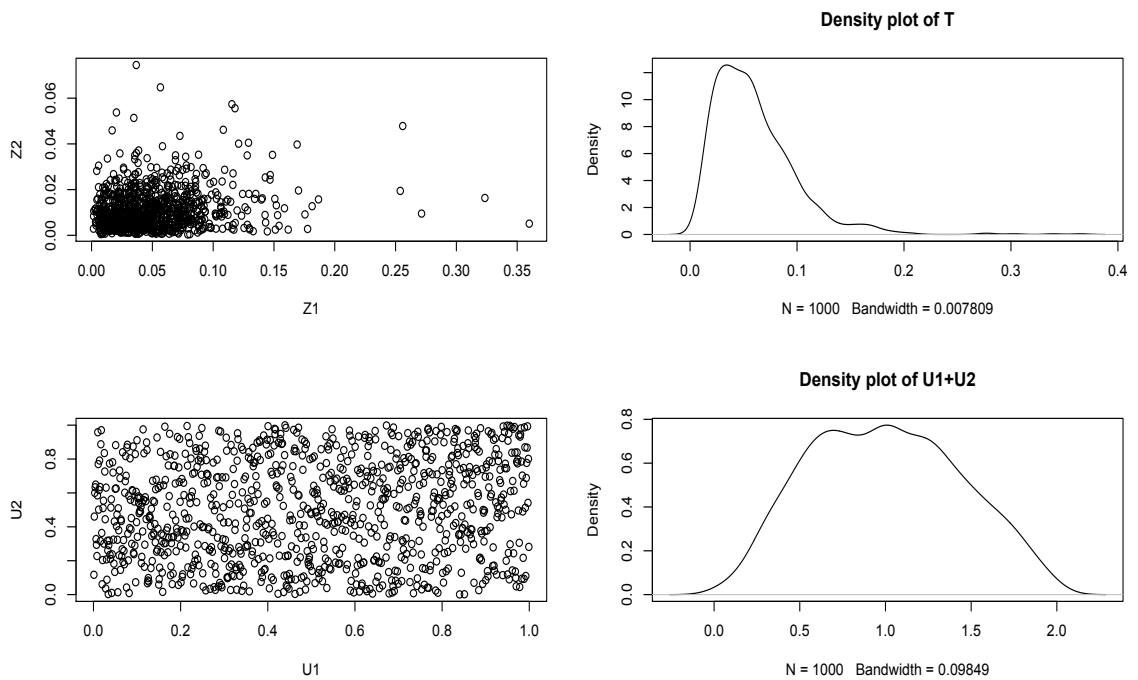 Z2
0.00 0.02 0.04 0.06
0.00 0.05 0.10 0.15 0.20 0.25 0.30 0.35
Z1
Density plot of T
Density
0 2 4 6 8 10
0.0 0.1 0.2 0.3 0.4
N = 1000 Bandwidth = 0.007809
U2
0.0 0.4 0.8
0.0 0.2 0.4 0.6 0.8 1.0
U1
Density plot of U1+U2
Density
0.0 0.2 0.4 0.6 0.8
0.0 0.5 1.0 1.5 2.0
N = 1000 Bandwidth = 0.09849